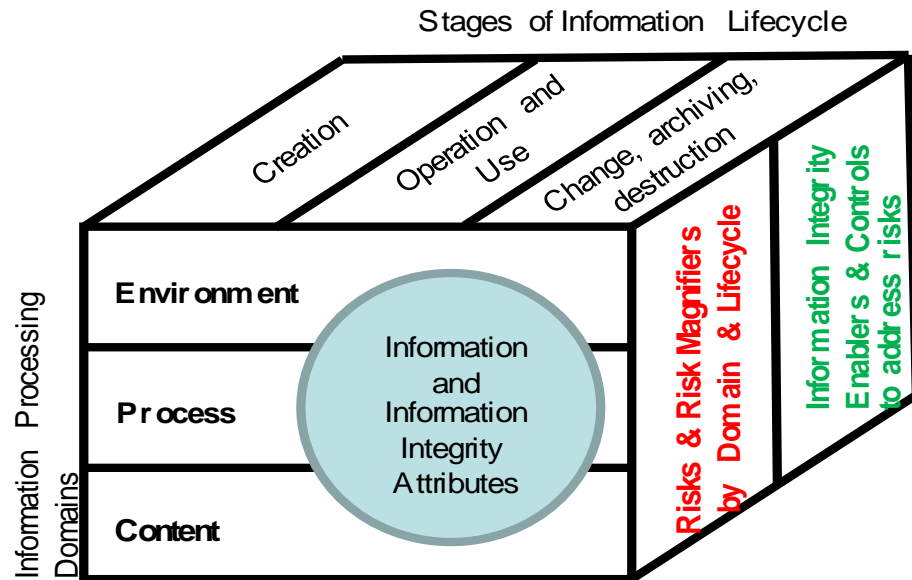 Stages of Information Lifecycle
Creation
Operation and
Use
Change, archiving,
destruction
Information Processing
Domains
Environment
Process
Content
Information
and
Information
Integrity
Attributes
Risks & Risk Magnifiers
by Domain & Lifecycle
Information Integrity
Enablers & Controls
to address risks